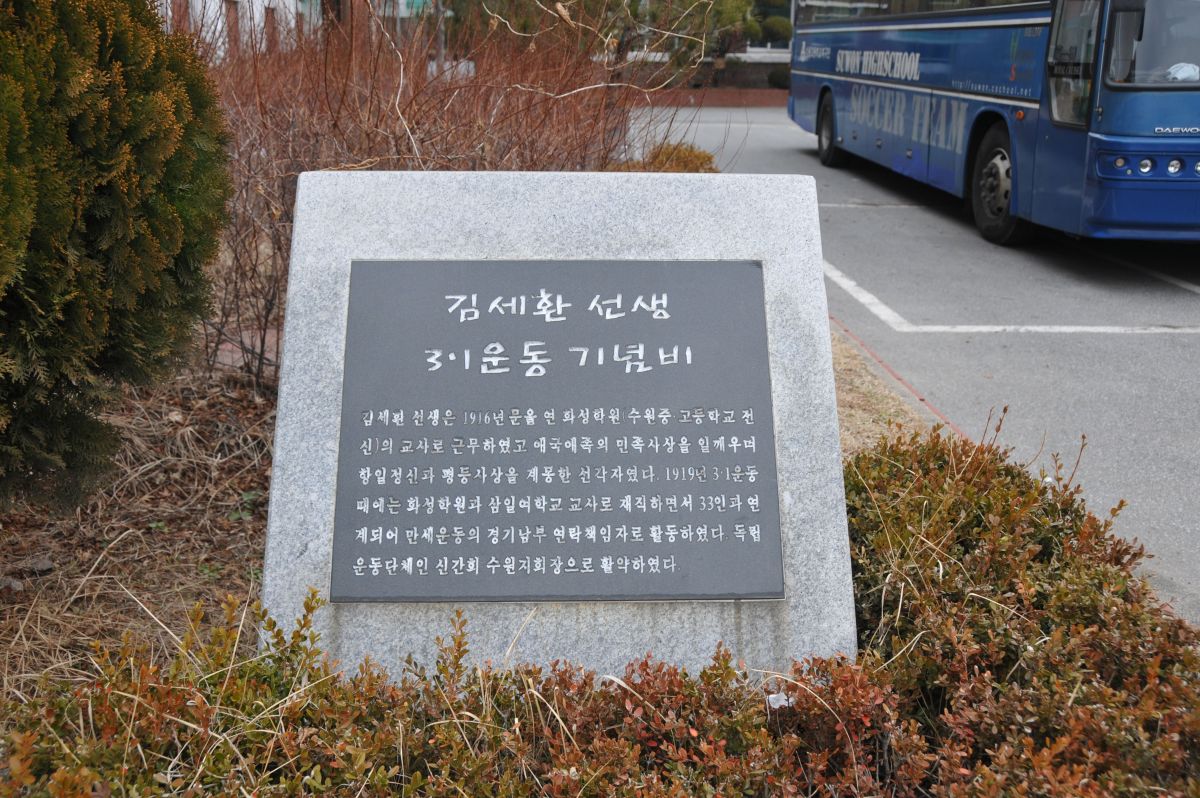 김세환 선생
3·1운동 기념비
김세환 선생은 1916년 문을 연 화성학원(수원중·고등학교 전
신)의 교사로 근무하였고 애국애족의 민족사상을 일깨우며
항일정신과 평등사상을 계몽한 선각자였다. 1919년 3·1운동
때에는 화성학원과 삼일여학교 교사로 재직하면서 33인과 연
계되어 만세운동의 경기남부 연락책임자로 활동하였다. 독립
운동단체인 신간회 수원지회장으로 활약하였다.
SUWON HIGHSCHOOL
http://suwon.cschool.net
SOCCER TEAM
DAEWOO